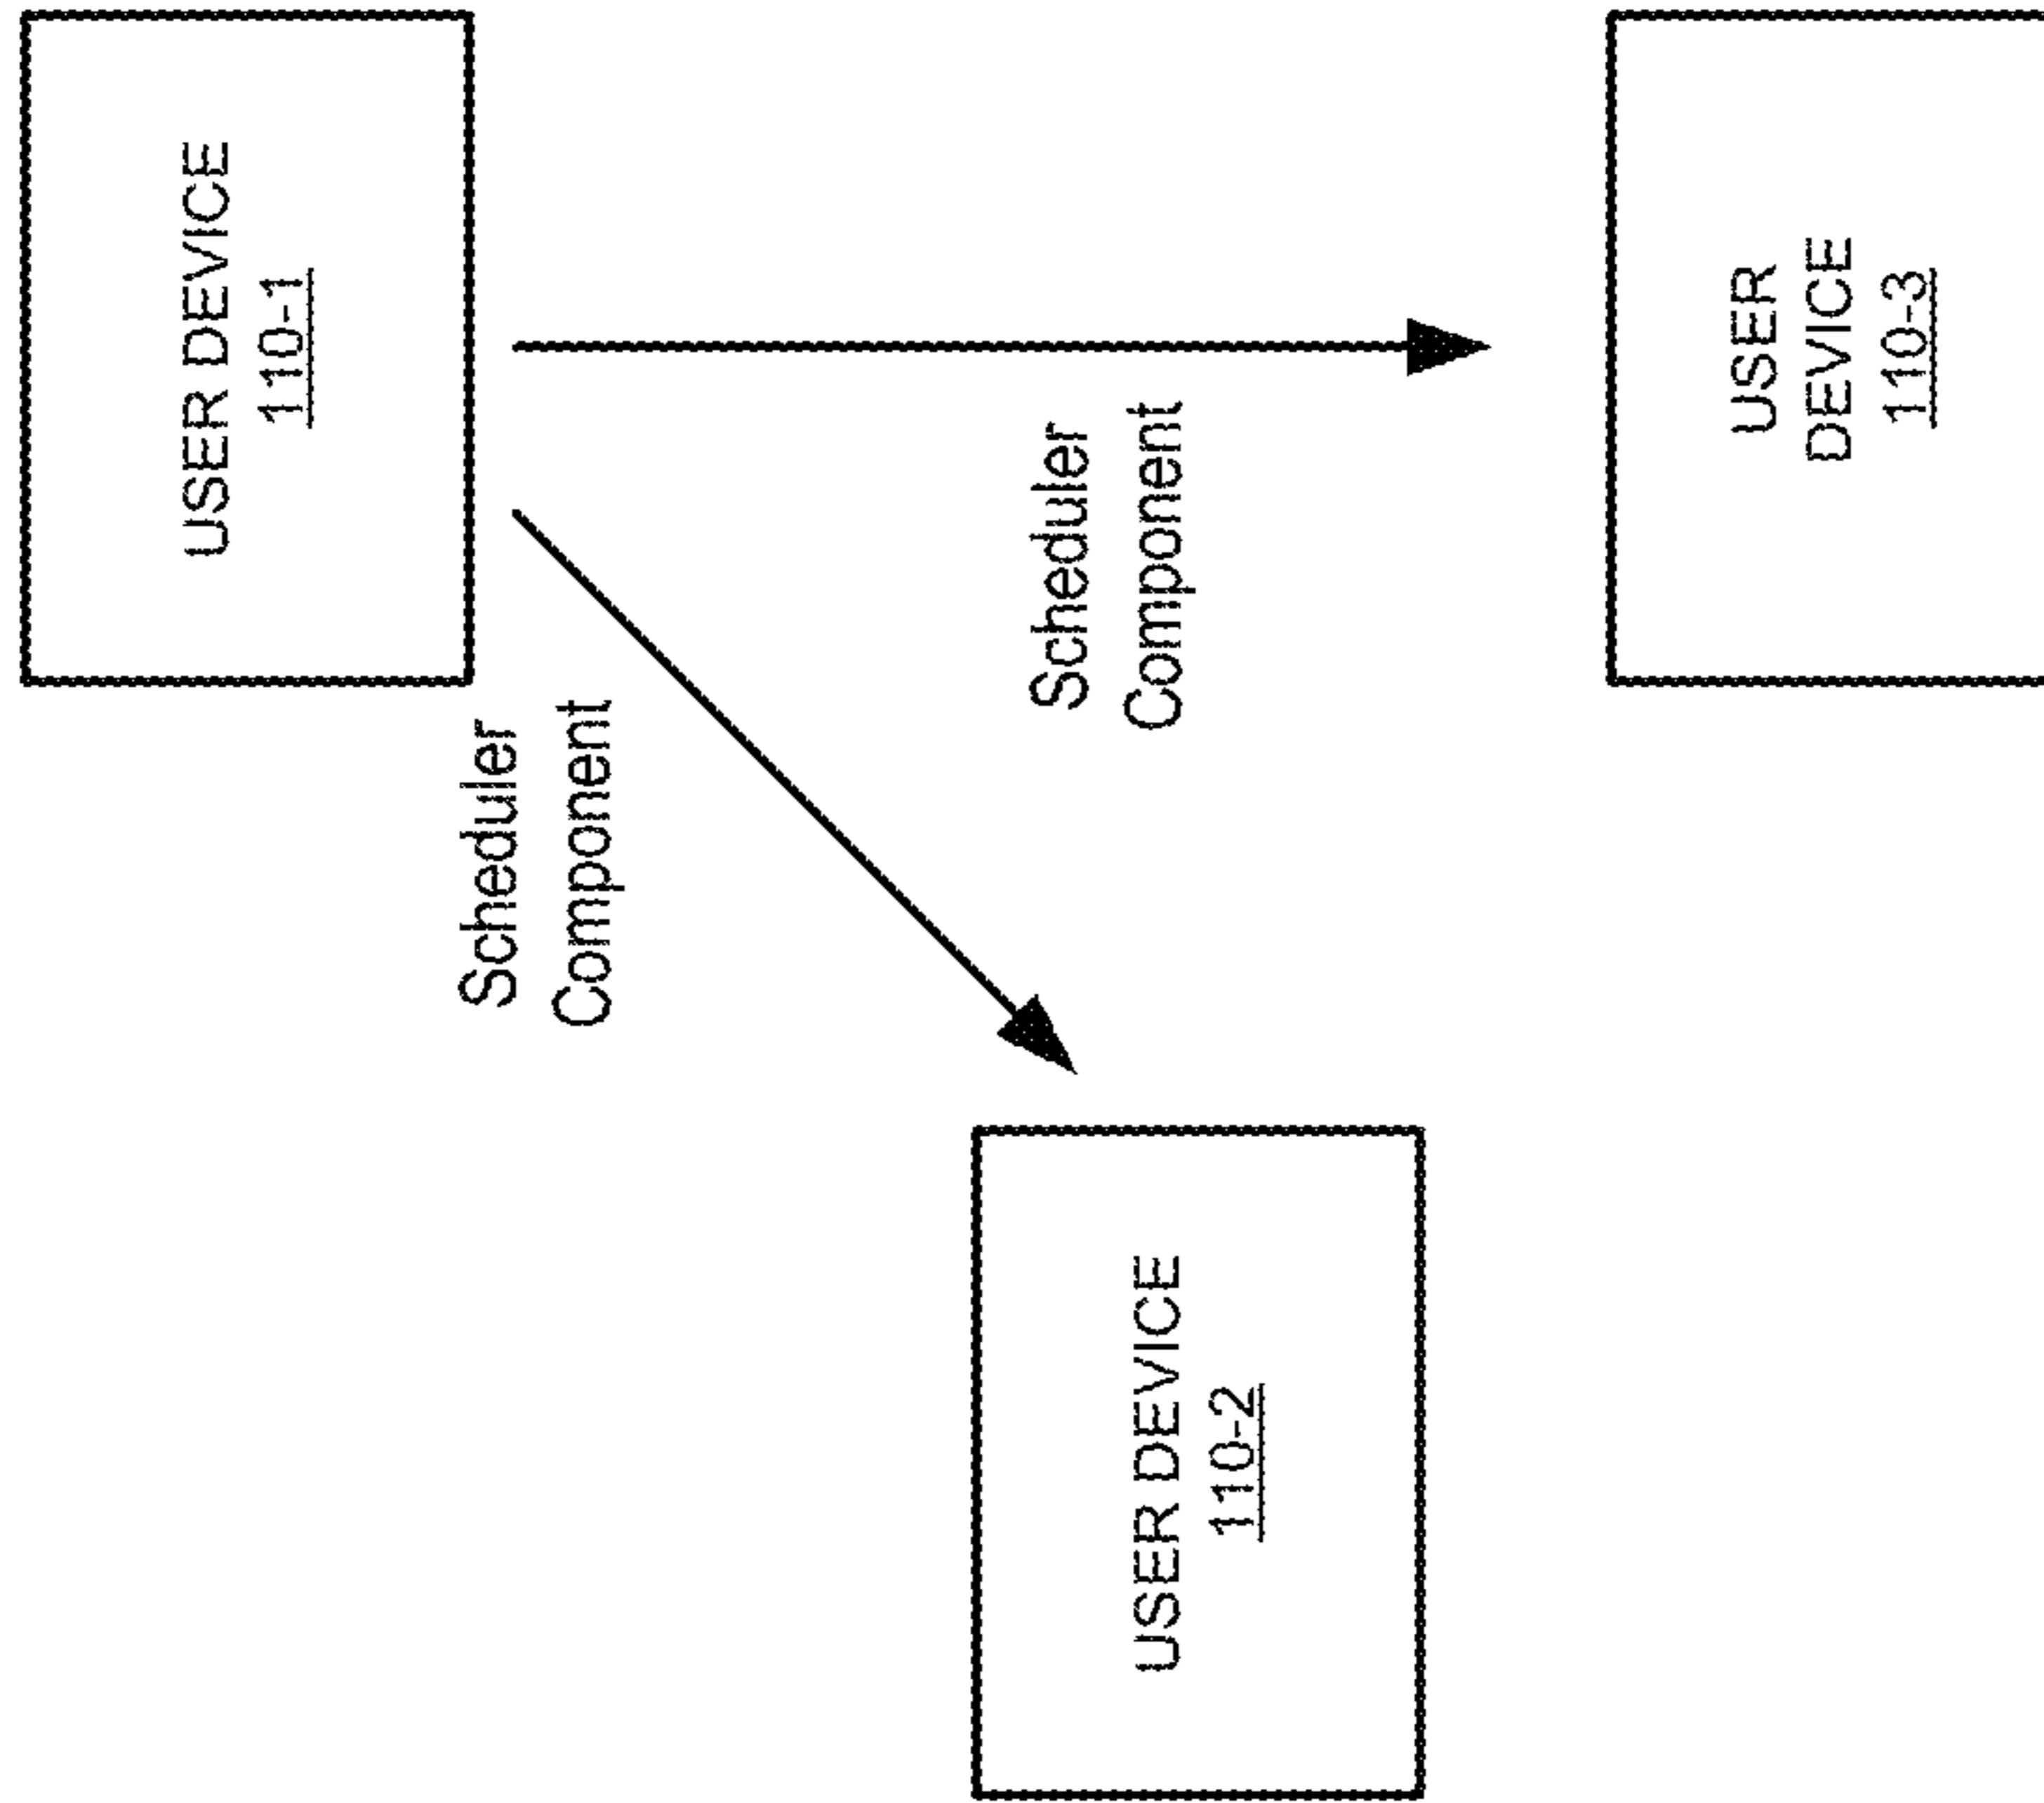 USER DEVICE
110-1
Scheduler
Component
Scheduler
Component
USER DEVICE
110-2
USER
DEVICE
110-3